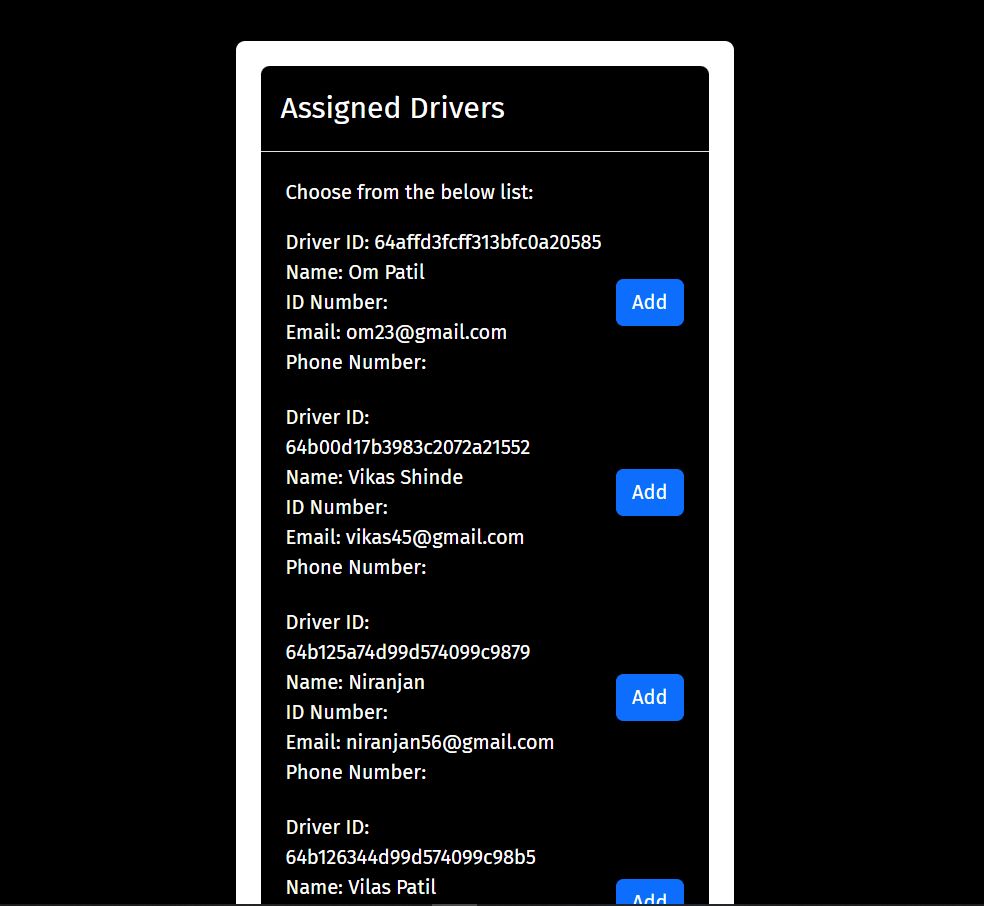 Assigned Drivers
Choose from the below list:
Driver ID: 64affd3fcff313bfc0a20585
Name: Om Patil
ID Number:
Add
Email: om23@gmail.com
Phone Number:
Driver ID:
64b00d17b3983c2072a21552
Name: Vikas Shinde
Add
ID Number:
Email: vikas45@gmail.com
Phone Number:
Driver ID:
64b125a74d99d574099c9879
Name: Niranjan
Add
ID Number:
Email: niranjan56@gmail.com
Phone Number:
Driver ID:
64b126344d99d574099c98b5
Name: Vilas Patil
Add